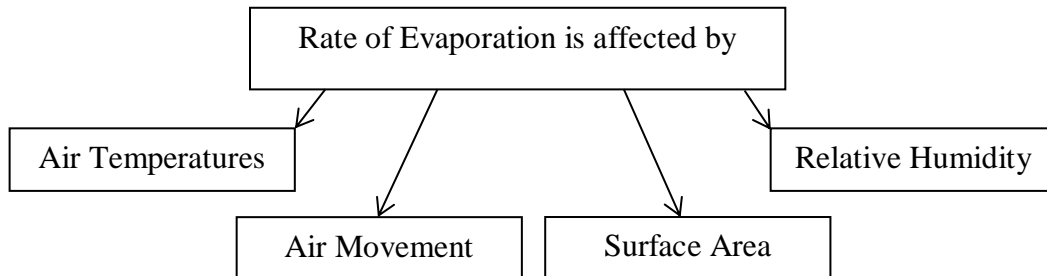 Rate of Evaporation is affected by
Air Temperatures
Relative Humidity
Air Movement
Surface Area